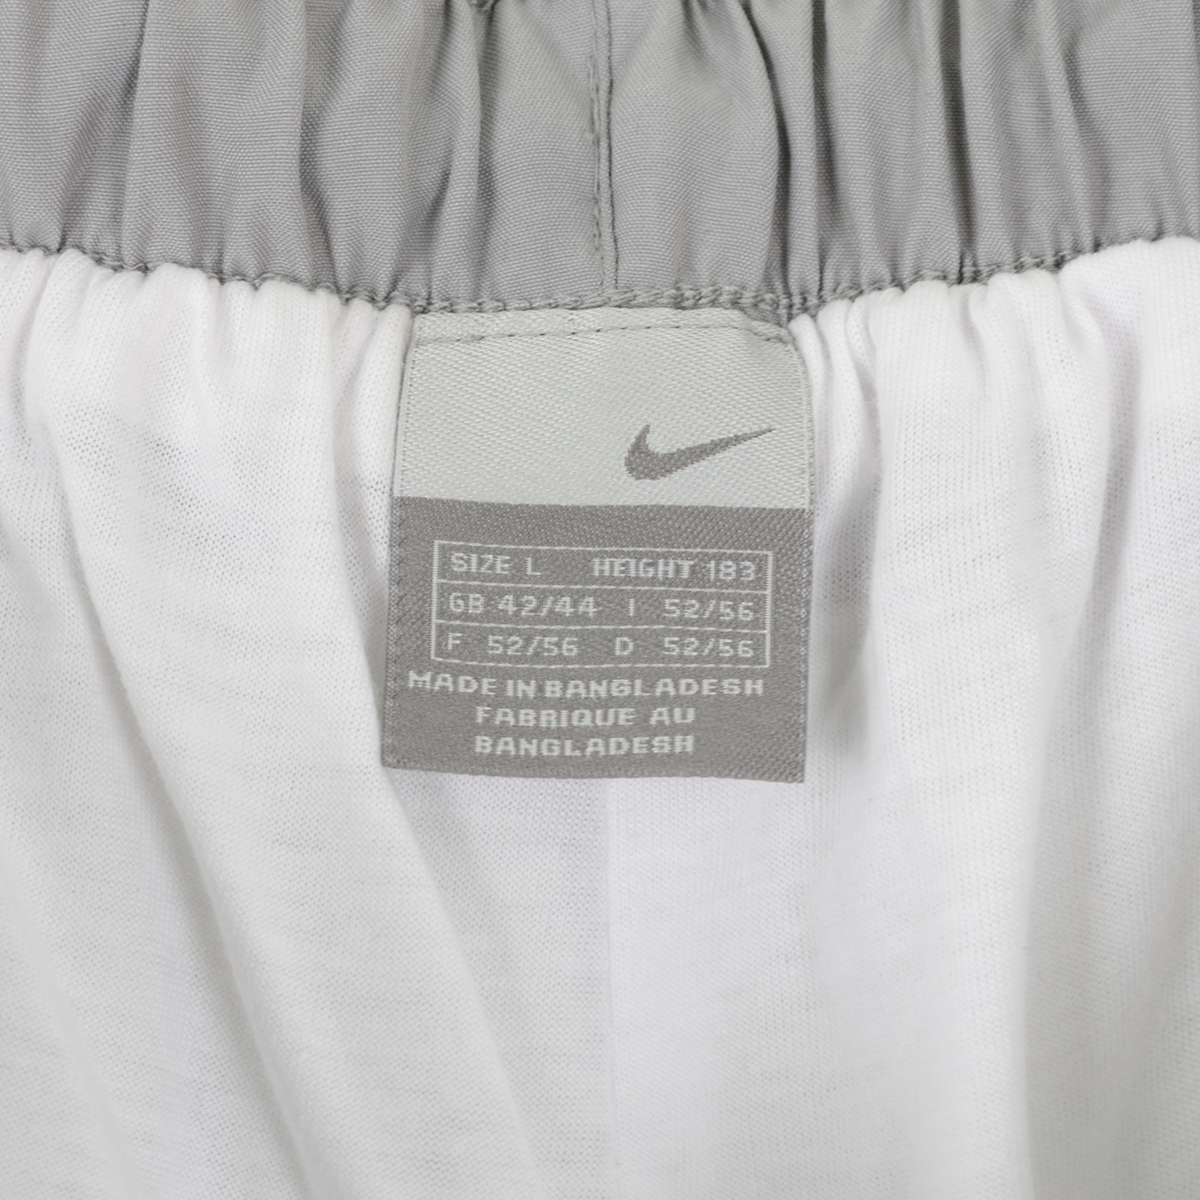 SIZE L HEIGHT 183
GB 42/44 I 52/56
F 52/56 D 52/56
MADE IN BANGLADESH
FABRIQUE AU
BANGLADESH